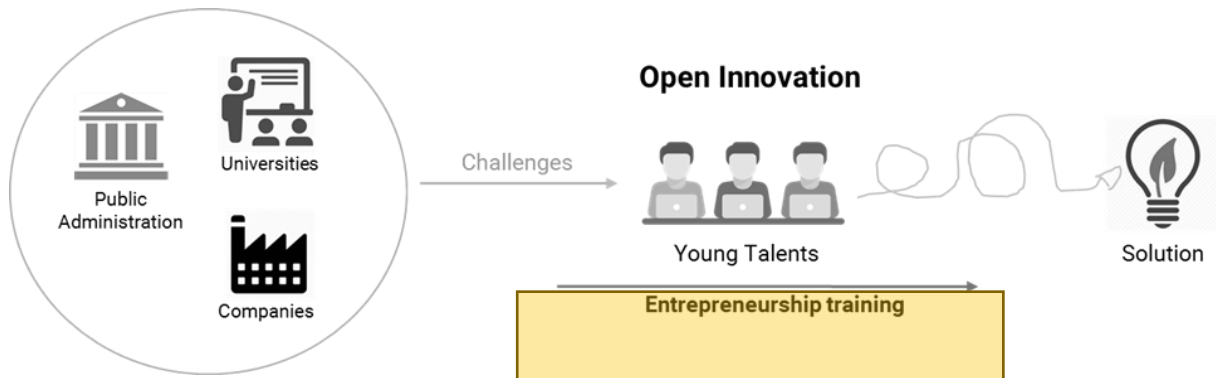 Open Innovation
Universities
Public
Administration
Companies
Challenges
Young Talents
Solution
Entrepreneurship training